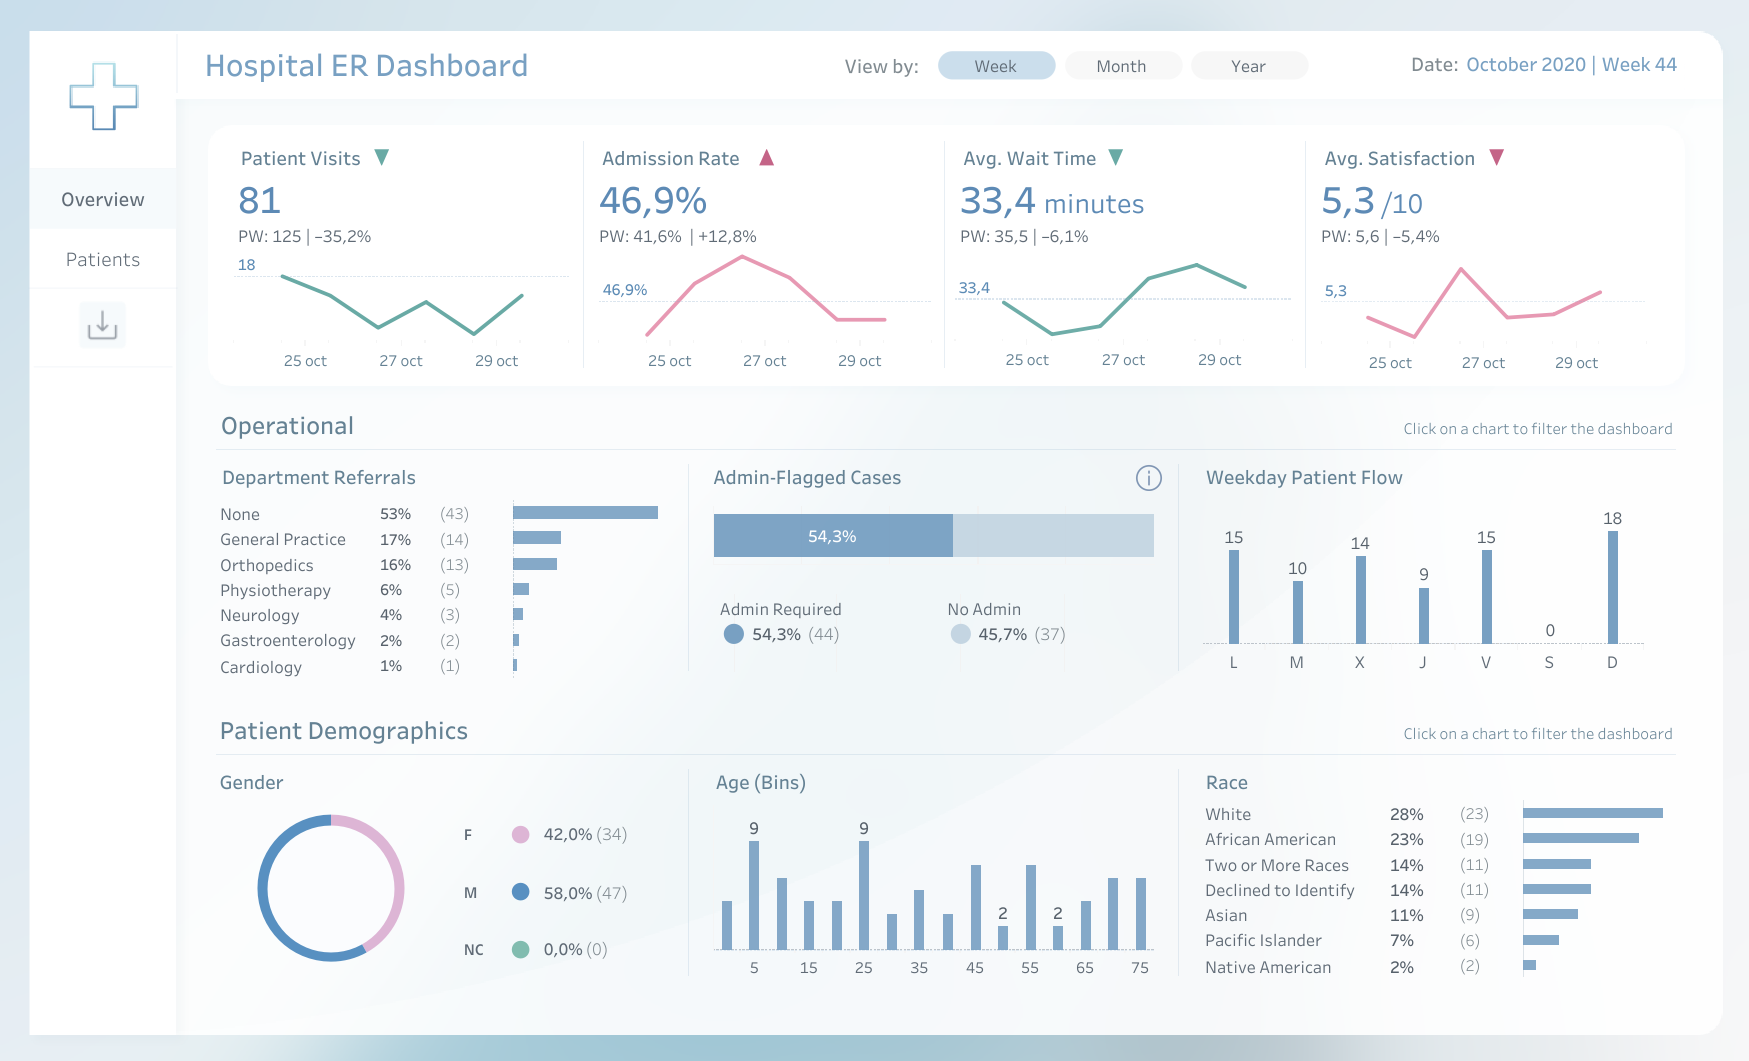 Hospital ER Dashboard
View by:
Week
Month
Year
Date: October 2020 | Week 44
Overview
Patients
Patient Visits ▼
81
PW: 125 | -35,2%
18
25 oct 27 oct 29 oct
Admission Rate ▲
46,9%
PW: 41,6% | +12,8%
46,9%
25 oct 27 oct 29 oct
Avg. Wait Time ▼
33,4 minutes
PW: 35,5 | -6,1%
33,4
25 oct 27 oct 29 oct
Avg. Satisfaction ▼
5,3 /10
PW: 5,6 | -5,4%
5,3
25 oct 27 oct 29 oct
Operational
Click on a chart to filter the dashboard
Department Referrals
None 53% (43)
General Practice 17% (14)
Orthopedics 16% (13)
Physiotherapy 6% (5)
Neurology 4% (3)
Gastroenterology 2% (2)
Cardiology 1% (1)
Admin-Flagged Cases
i
54,3%
Admin Required
54,3% (44)
No Admin
45,7% (37)
Weekday Patient Flow
15 10 14 9 15 0 18
L M X J V S D
Patient Demographics
Click on a chart to filter the dashboard
Gender
F 42,0% (34)
M 58,0% (47)
NC 0,0% (0)
Age (Bins)
9 9 2 2
5 15 25 35 45 55 65 75
Race
White 28% (23)
African American 23% (19)
Two or More Races 14% (11)
Declined to Identify 14% (11)
Asian 11% (9)
Pacific Islander 7% (6)
Native American 2% (2)